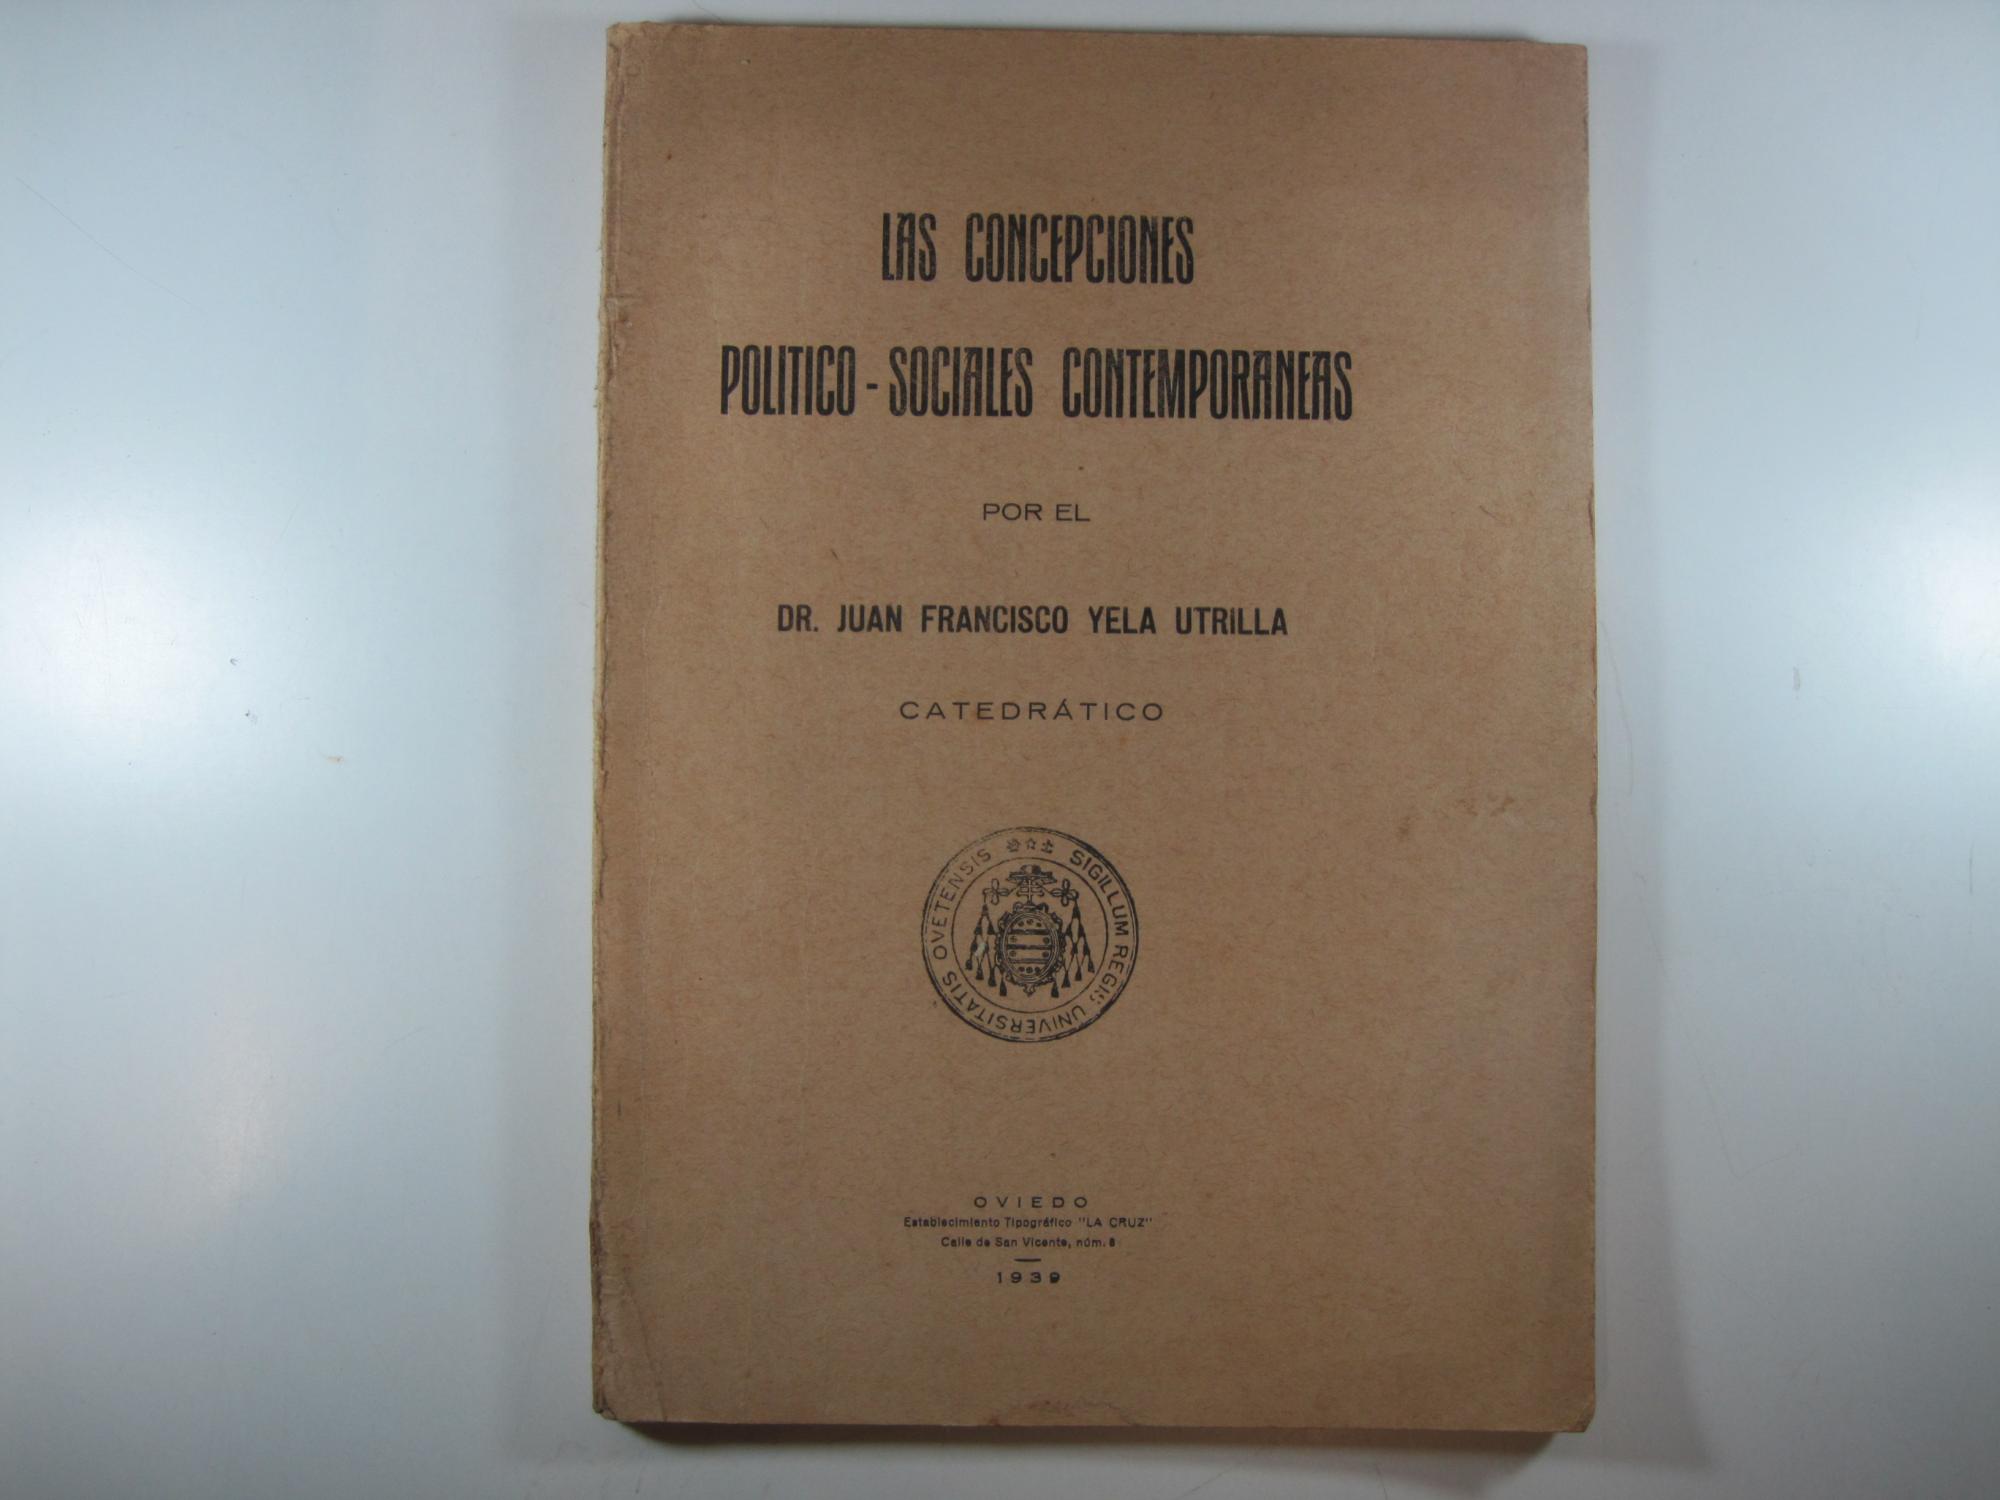 LAS CONCEPCIONES
POLITICO - SOCIALES CONTEMPORANEAS
POR EL
DR. JUAN FRANCISCO YELA UTRILLA
CATEDRÁTICO
SIGILLUM REGIÆ UNIVERSITATIS OVETENSIS
OVIEDO
Establecimiento Tipográfico "LA CRUZ"
Calle de San Vicente, núm. 8
1939